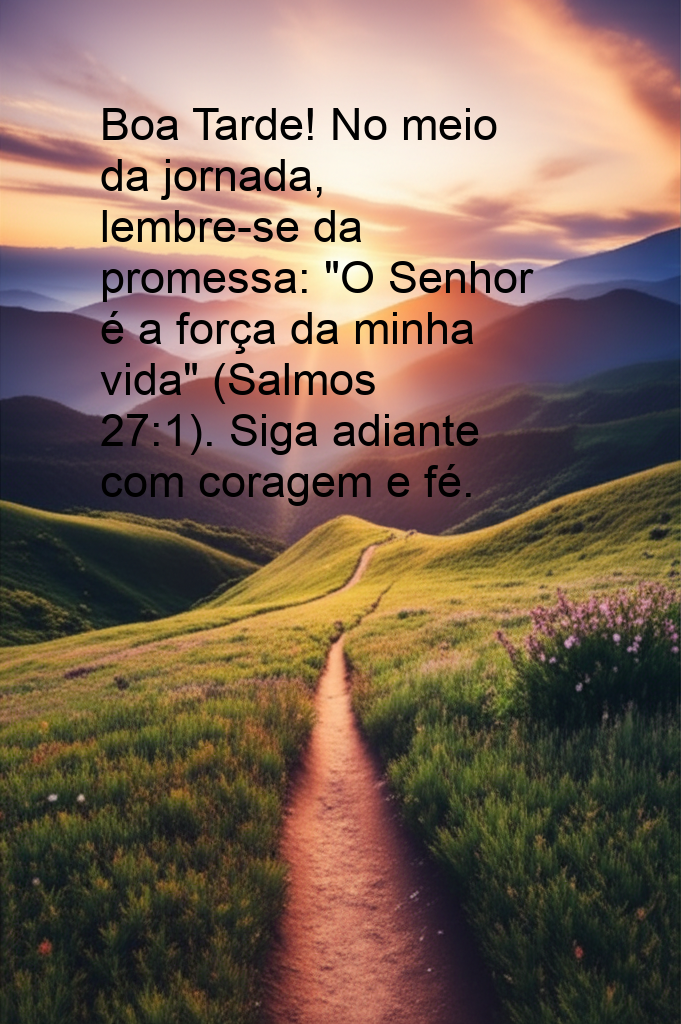 Boa Tarde! No meio
da jornada,
lembre-se da
promessa: "O Senhor
é a força da minha
vida" (Salmos
27:1). Siga adiante
com coragem e fé.